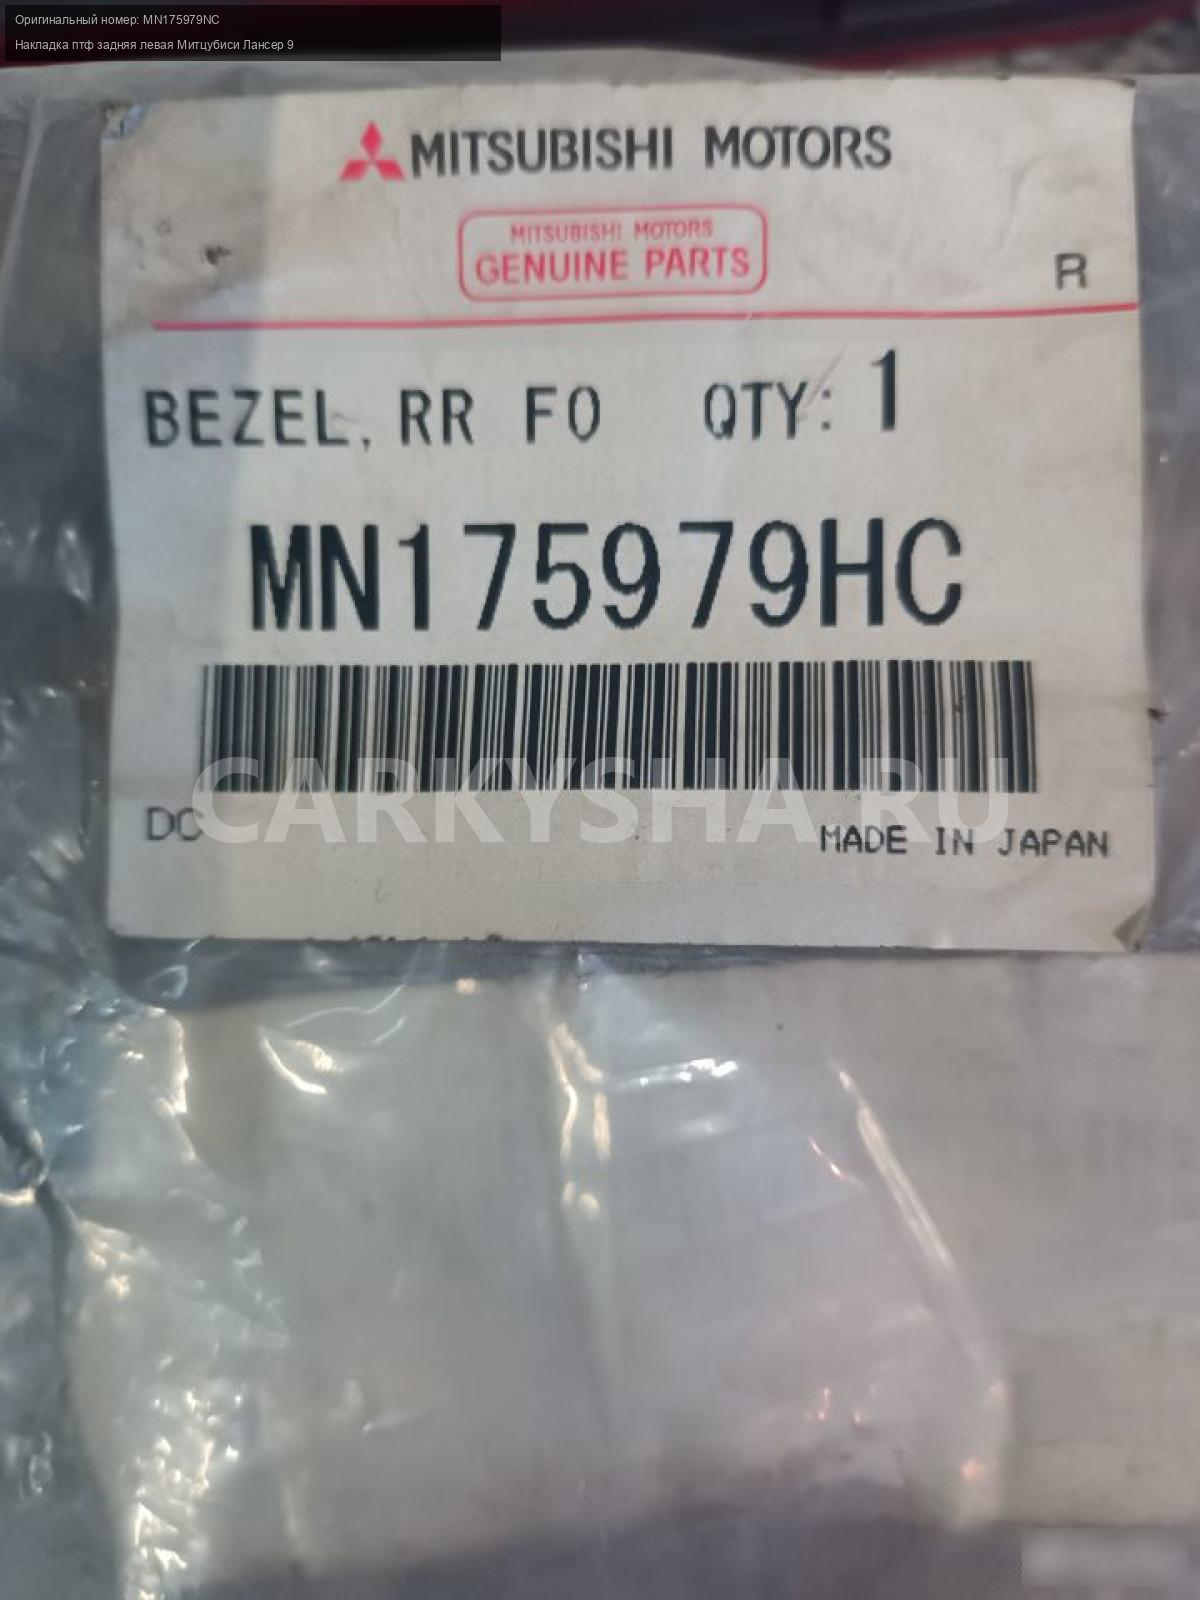 Оригинальный номер: MN175979NC
Накладка птф задняя левая Митцубиси Лансер 9
MITSUBISHI MOTORS
MITSUBISHI MOTORS
GENUINE PARTS
R
BEZEL,RR FO QTY: 1
MN175979HC
CARKYSHA.RU
DC
MADE IN JAPAN